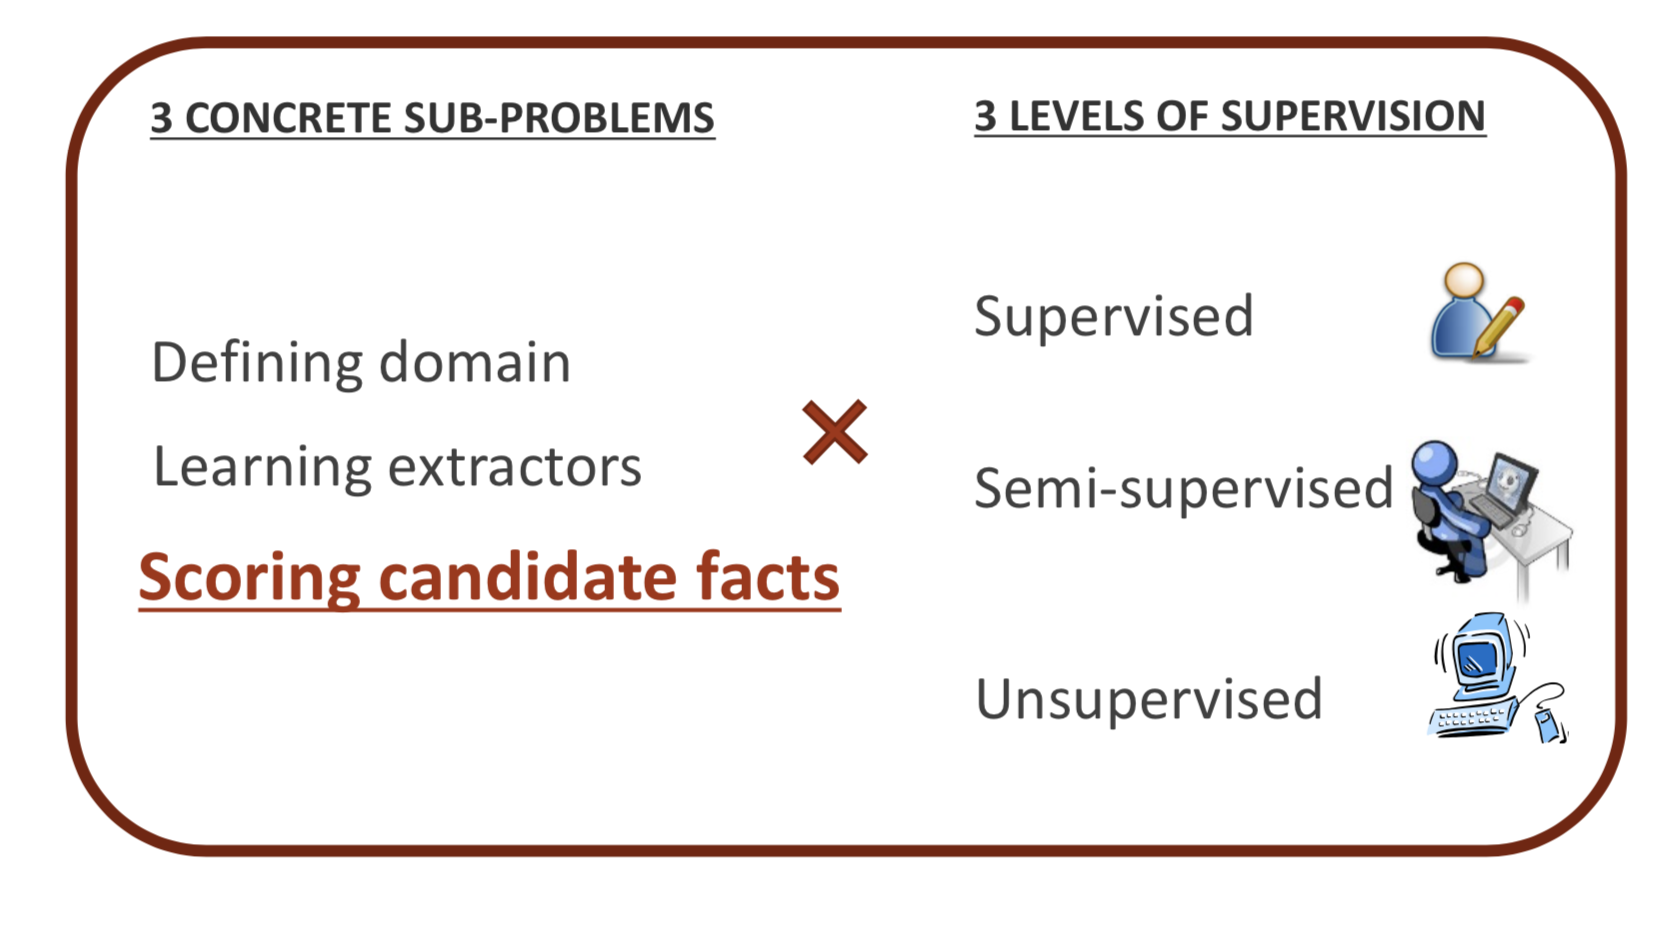 3 CONCRETE SUB-PROBLEMS
Defining domain
Learning extractors
Scoring candidate facts
3 LEVELS OF SUPERVISION
Supervised
Semi-supervised
Unsupervised